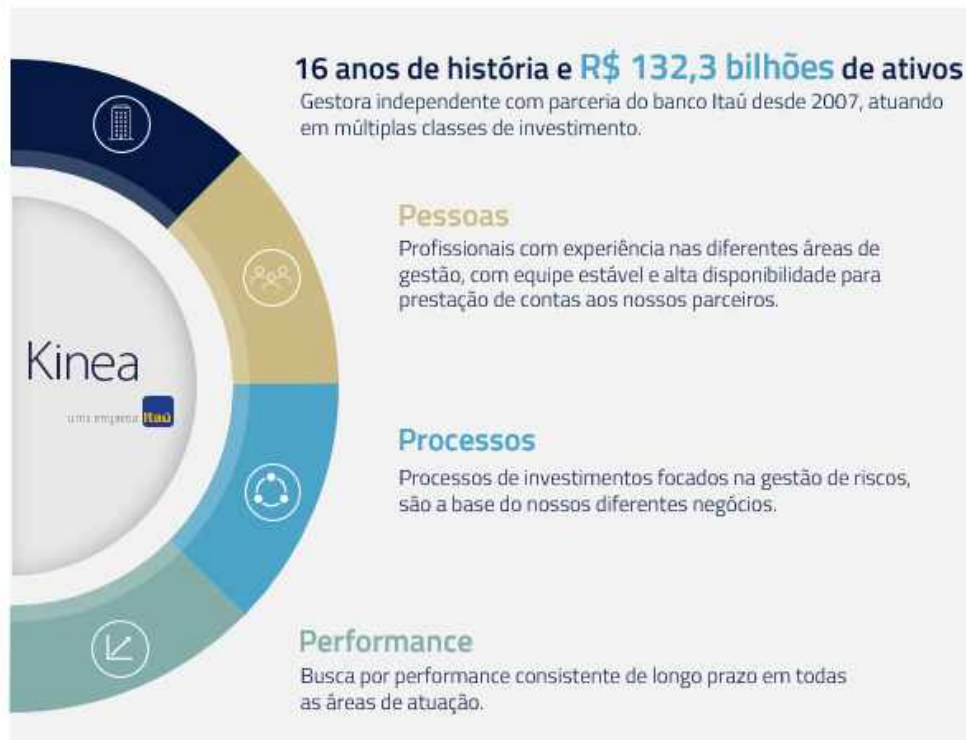 16 anos de história e R$ 132,3 bilhões de ativos
Gestora independente com parceria do banco Itaú desde 2007, atuando
em múltiplas classes de investimento.
Pessoas
Profissionais com experiência nas diferentes áreas de
gestão, com equipe estável e alta disponibilidade para
prestação de contas aos nossos parceiros.
Kinea
uma empresa Itaú
Processos
Processos de investimentos focados na gestão de riscos,
são a base do nossos diferentes negócios.
Performance
Busca por performance consistente de longo prazo em todas
as áreas de atuação.